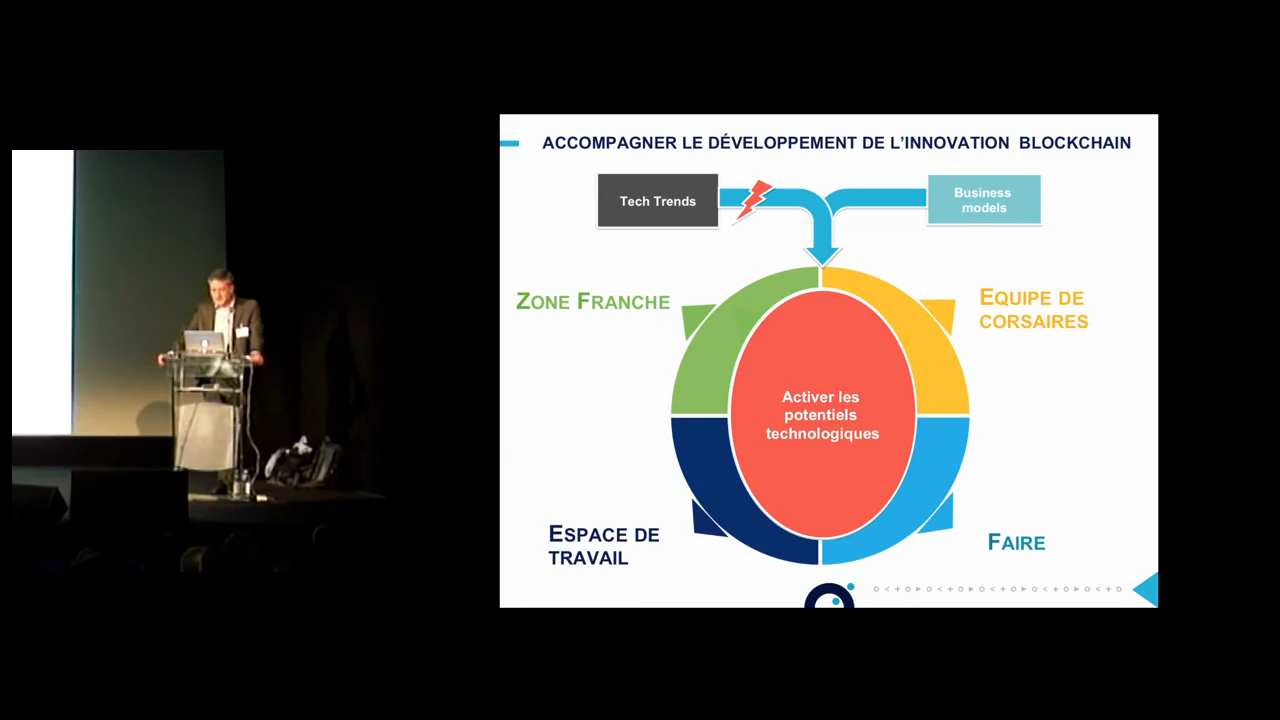 ACCOMPAGNER LE DÉVELOPPEMENT DE L'INNOVATION BLOCKCHAIN
Tech Trends
Business
models
ZONE FRANCHE
EQUIPE DE
CORSAIRES
Activer les
potentiels
technologiques
ESPACE DE
TRAVAIL
FAIRE